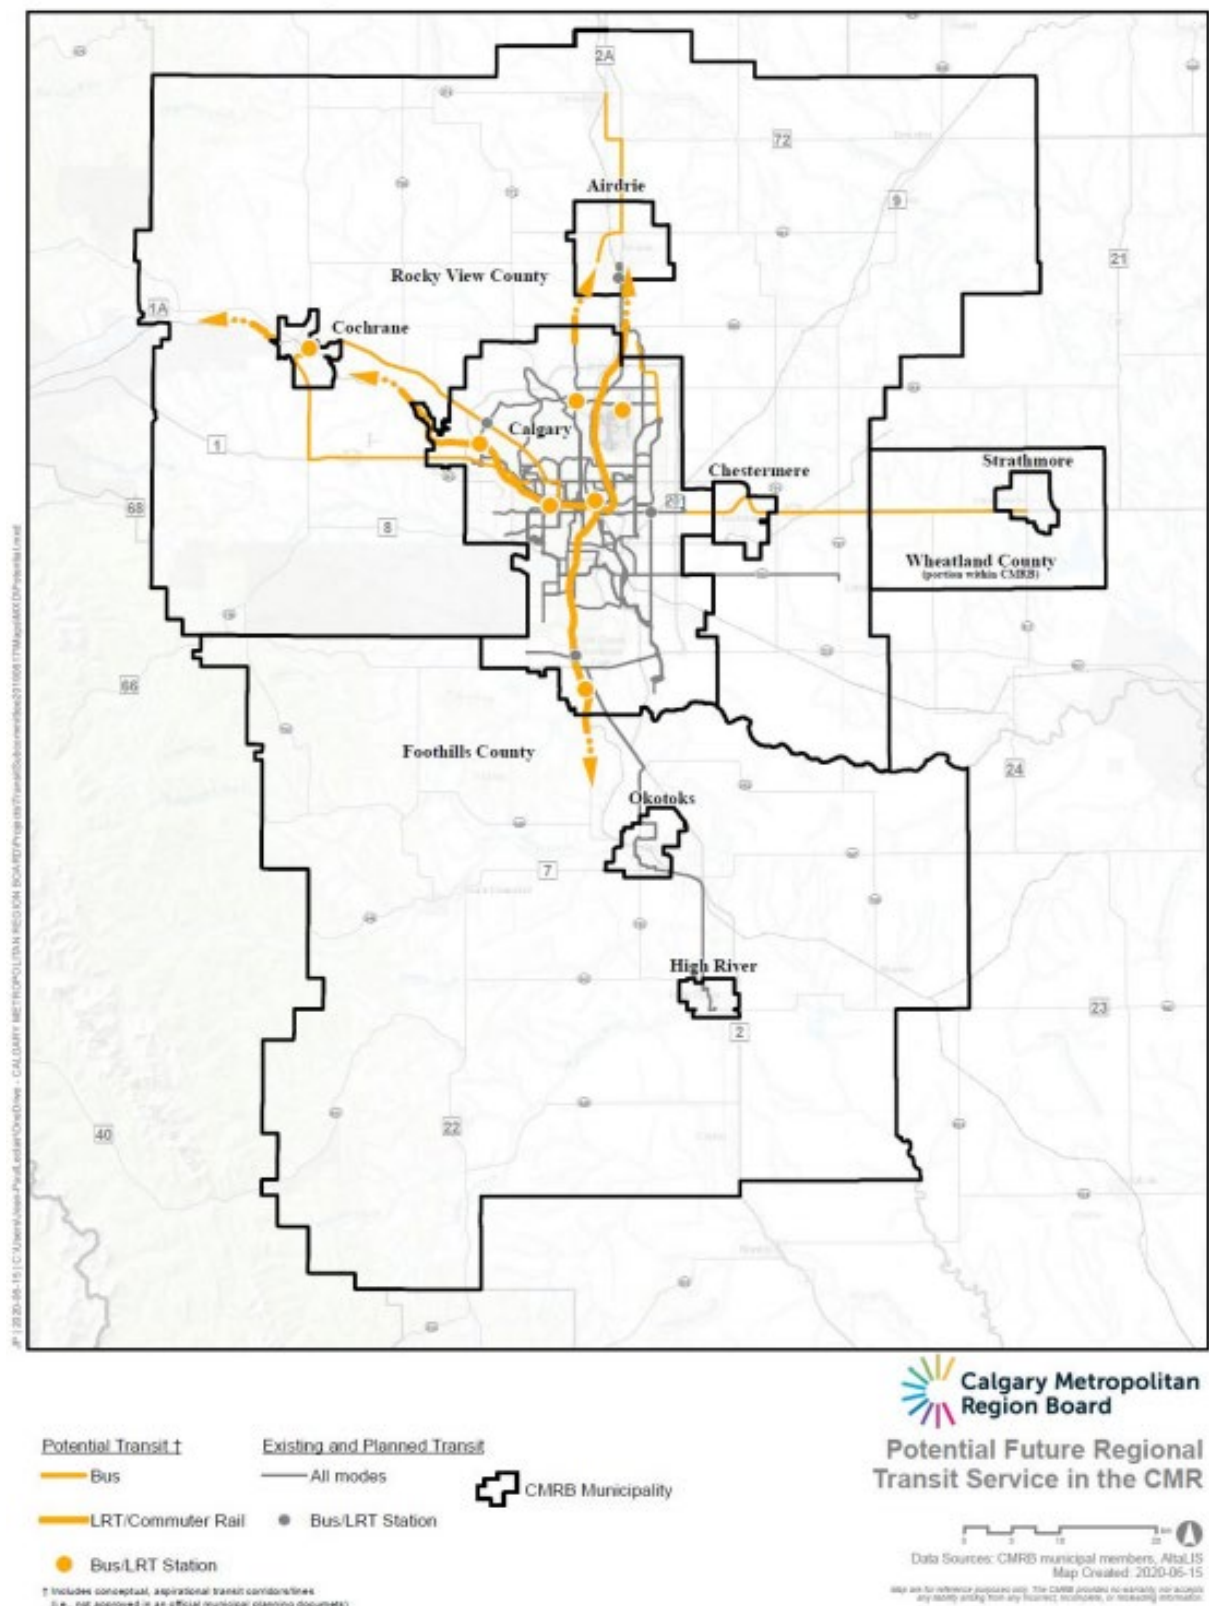 2A
72
Airdrie
9
Rocky View County
21
1A
Cochrane
Calgary
1
Chestermere
Strathmore
68
8
Wheatland County
(portion within CMRB)
66
Foothills County
24
Okotoks
7
High River
23
2
40
22
Calgary Metropolitan
Region Board
Potential Future Regional
Transit Service in the CMR
Potential Transit †
Existing and Planned Transit
Bus
All modes
CMRB Municipality
LRT/Commuter Rail
Bus/LRT Station
Bus/LRT Station
Data Sources: CMRB municipal members, AltaLIS
Map Created: 2020-06-15
† Includes conceptual, aspirational transit corridors/lines